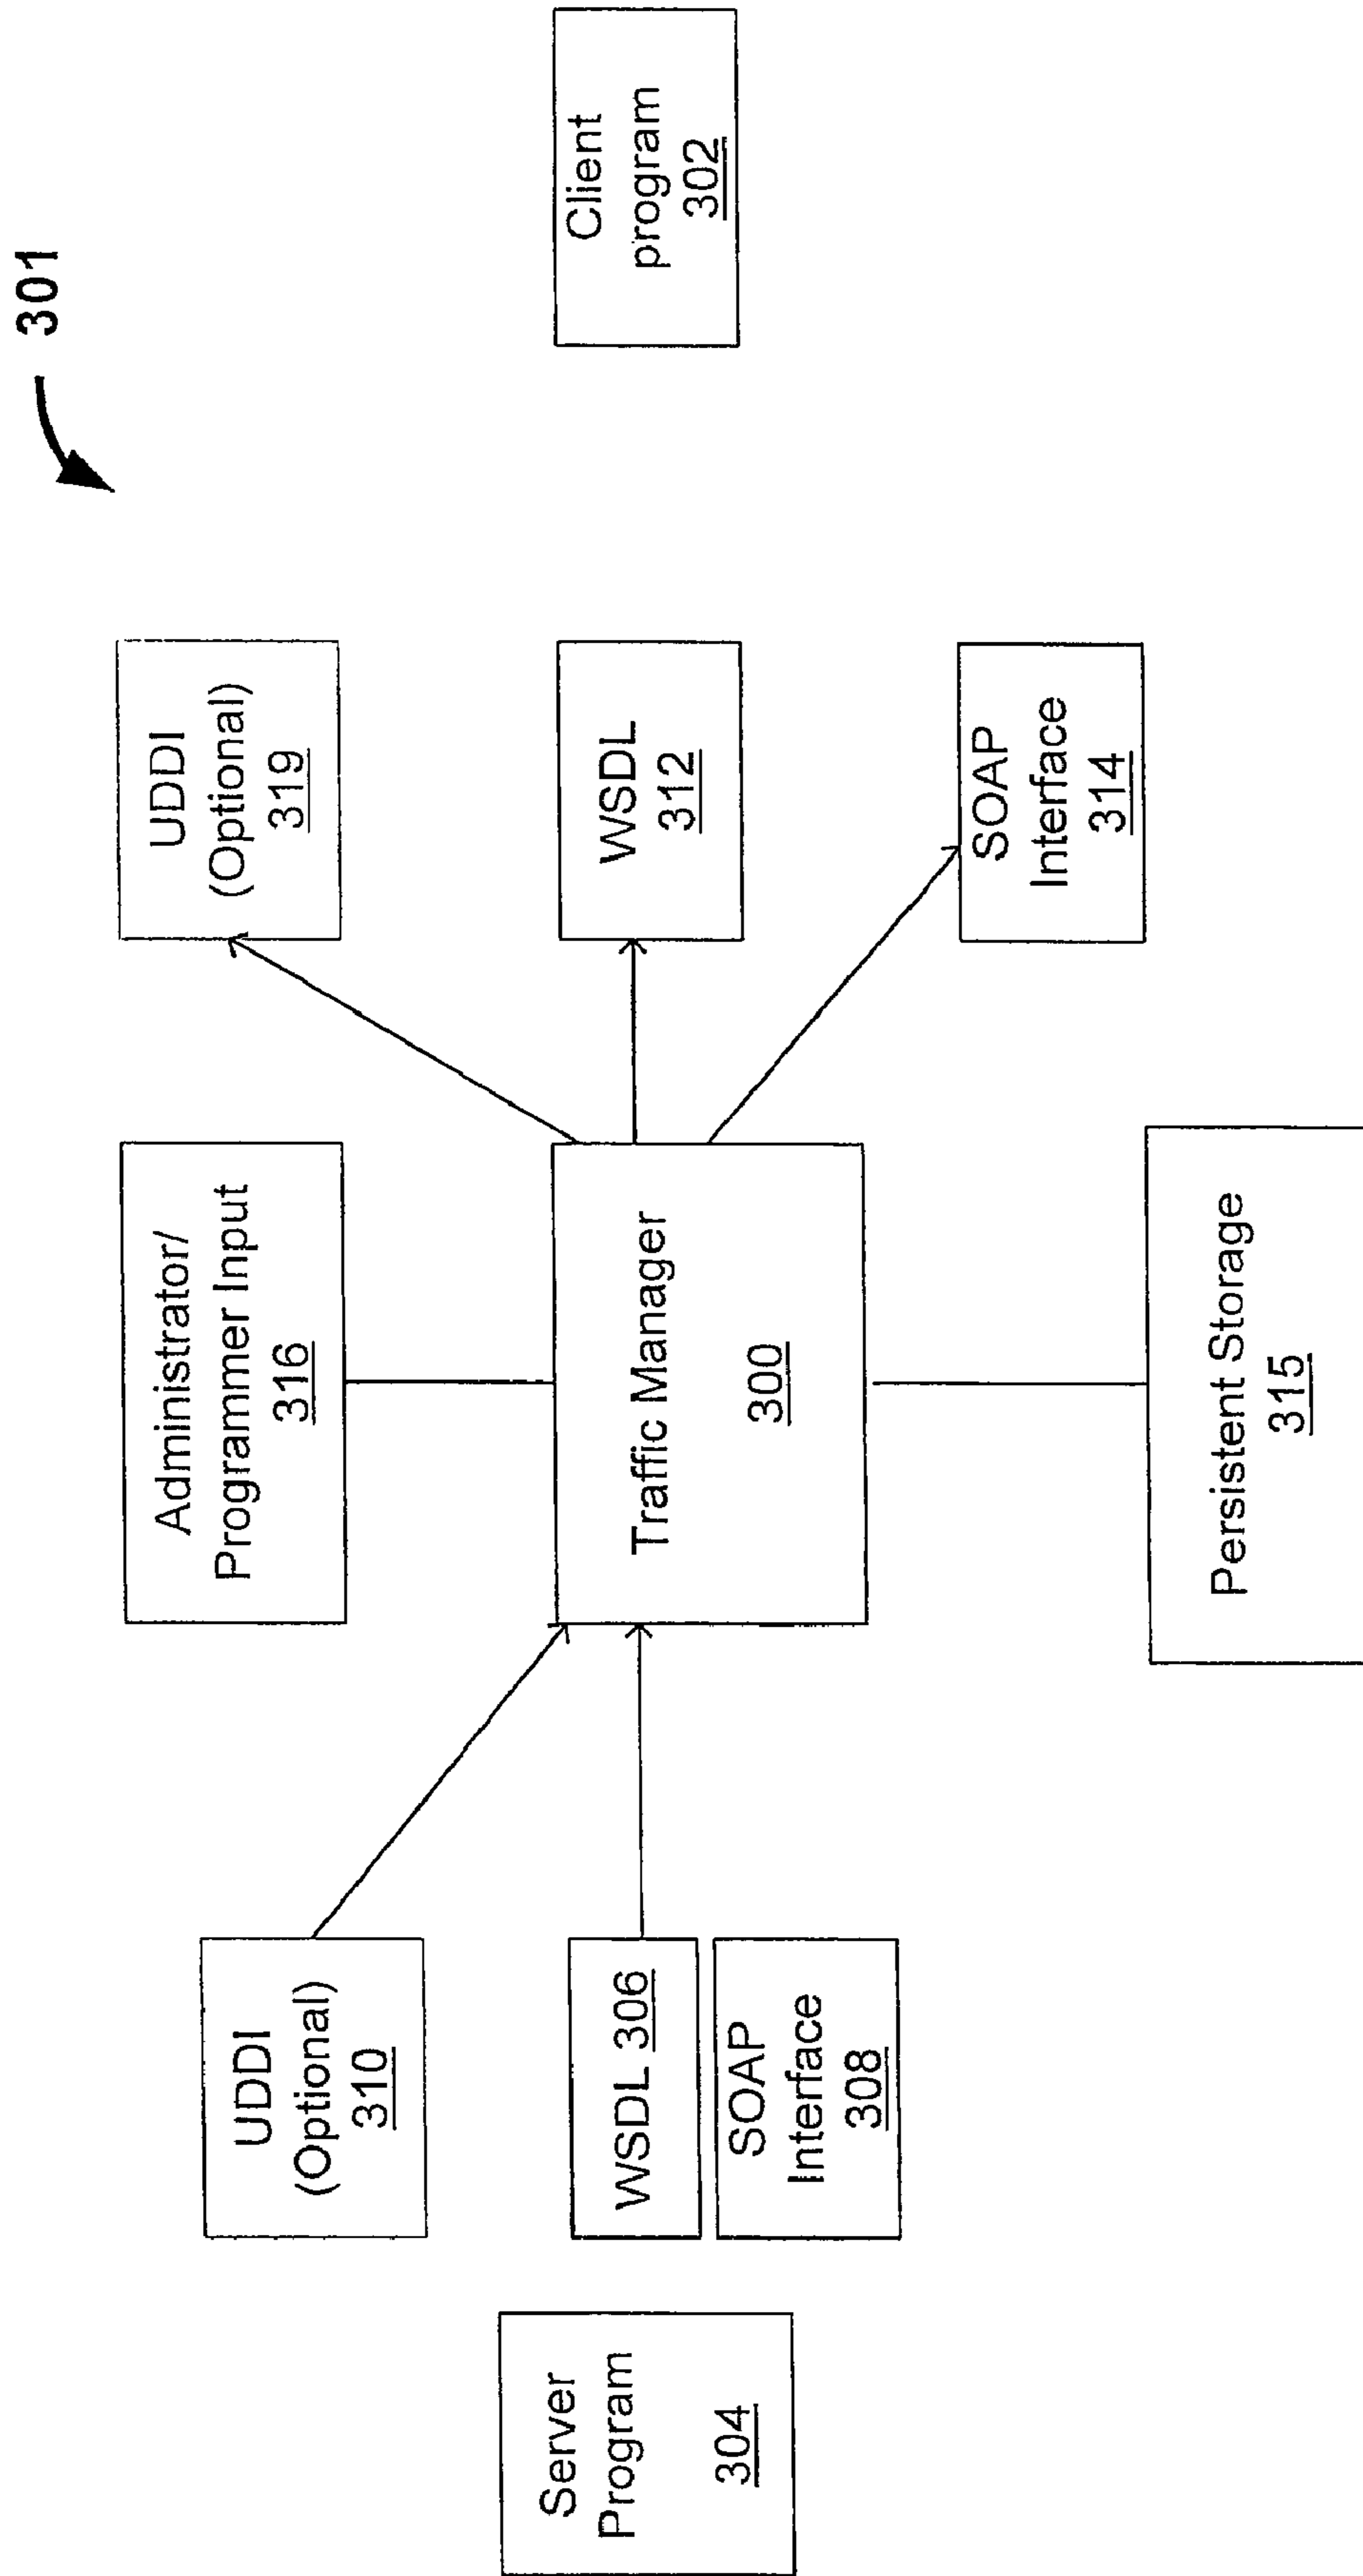 301
UDDI
(Optional)
310
Administrator/
Programmer Input
316
UDDI
(Optional)
319
Server
Program
304
WSDL 306
SOAP
Interface
308
Traffic Manager
300
WSDL
312
SOAP
Interface
314
Client
program
302
Persistent Storage
315